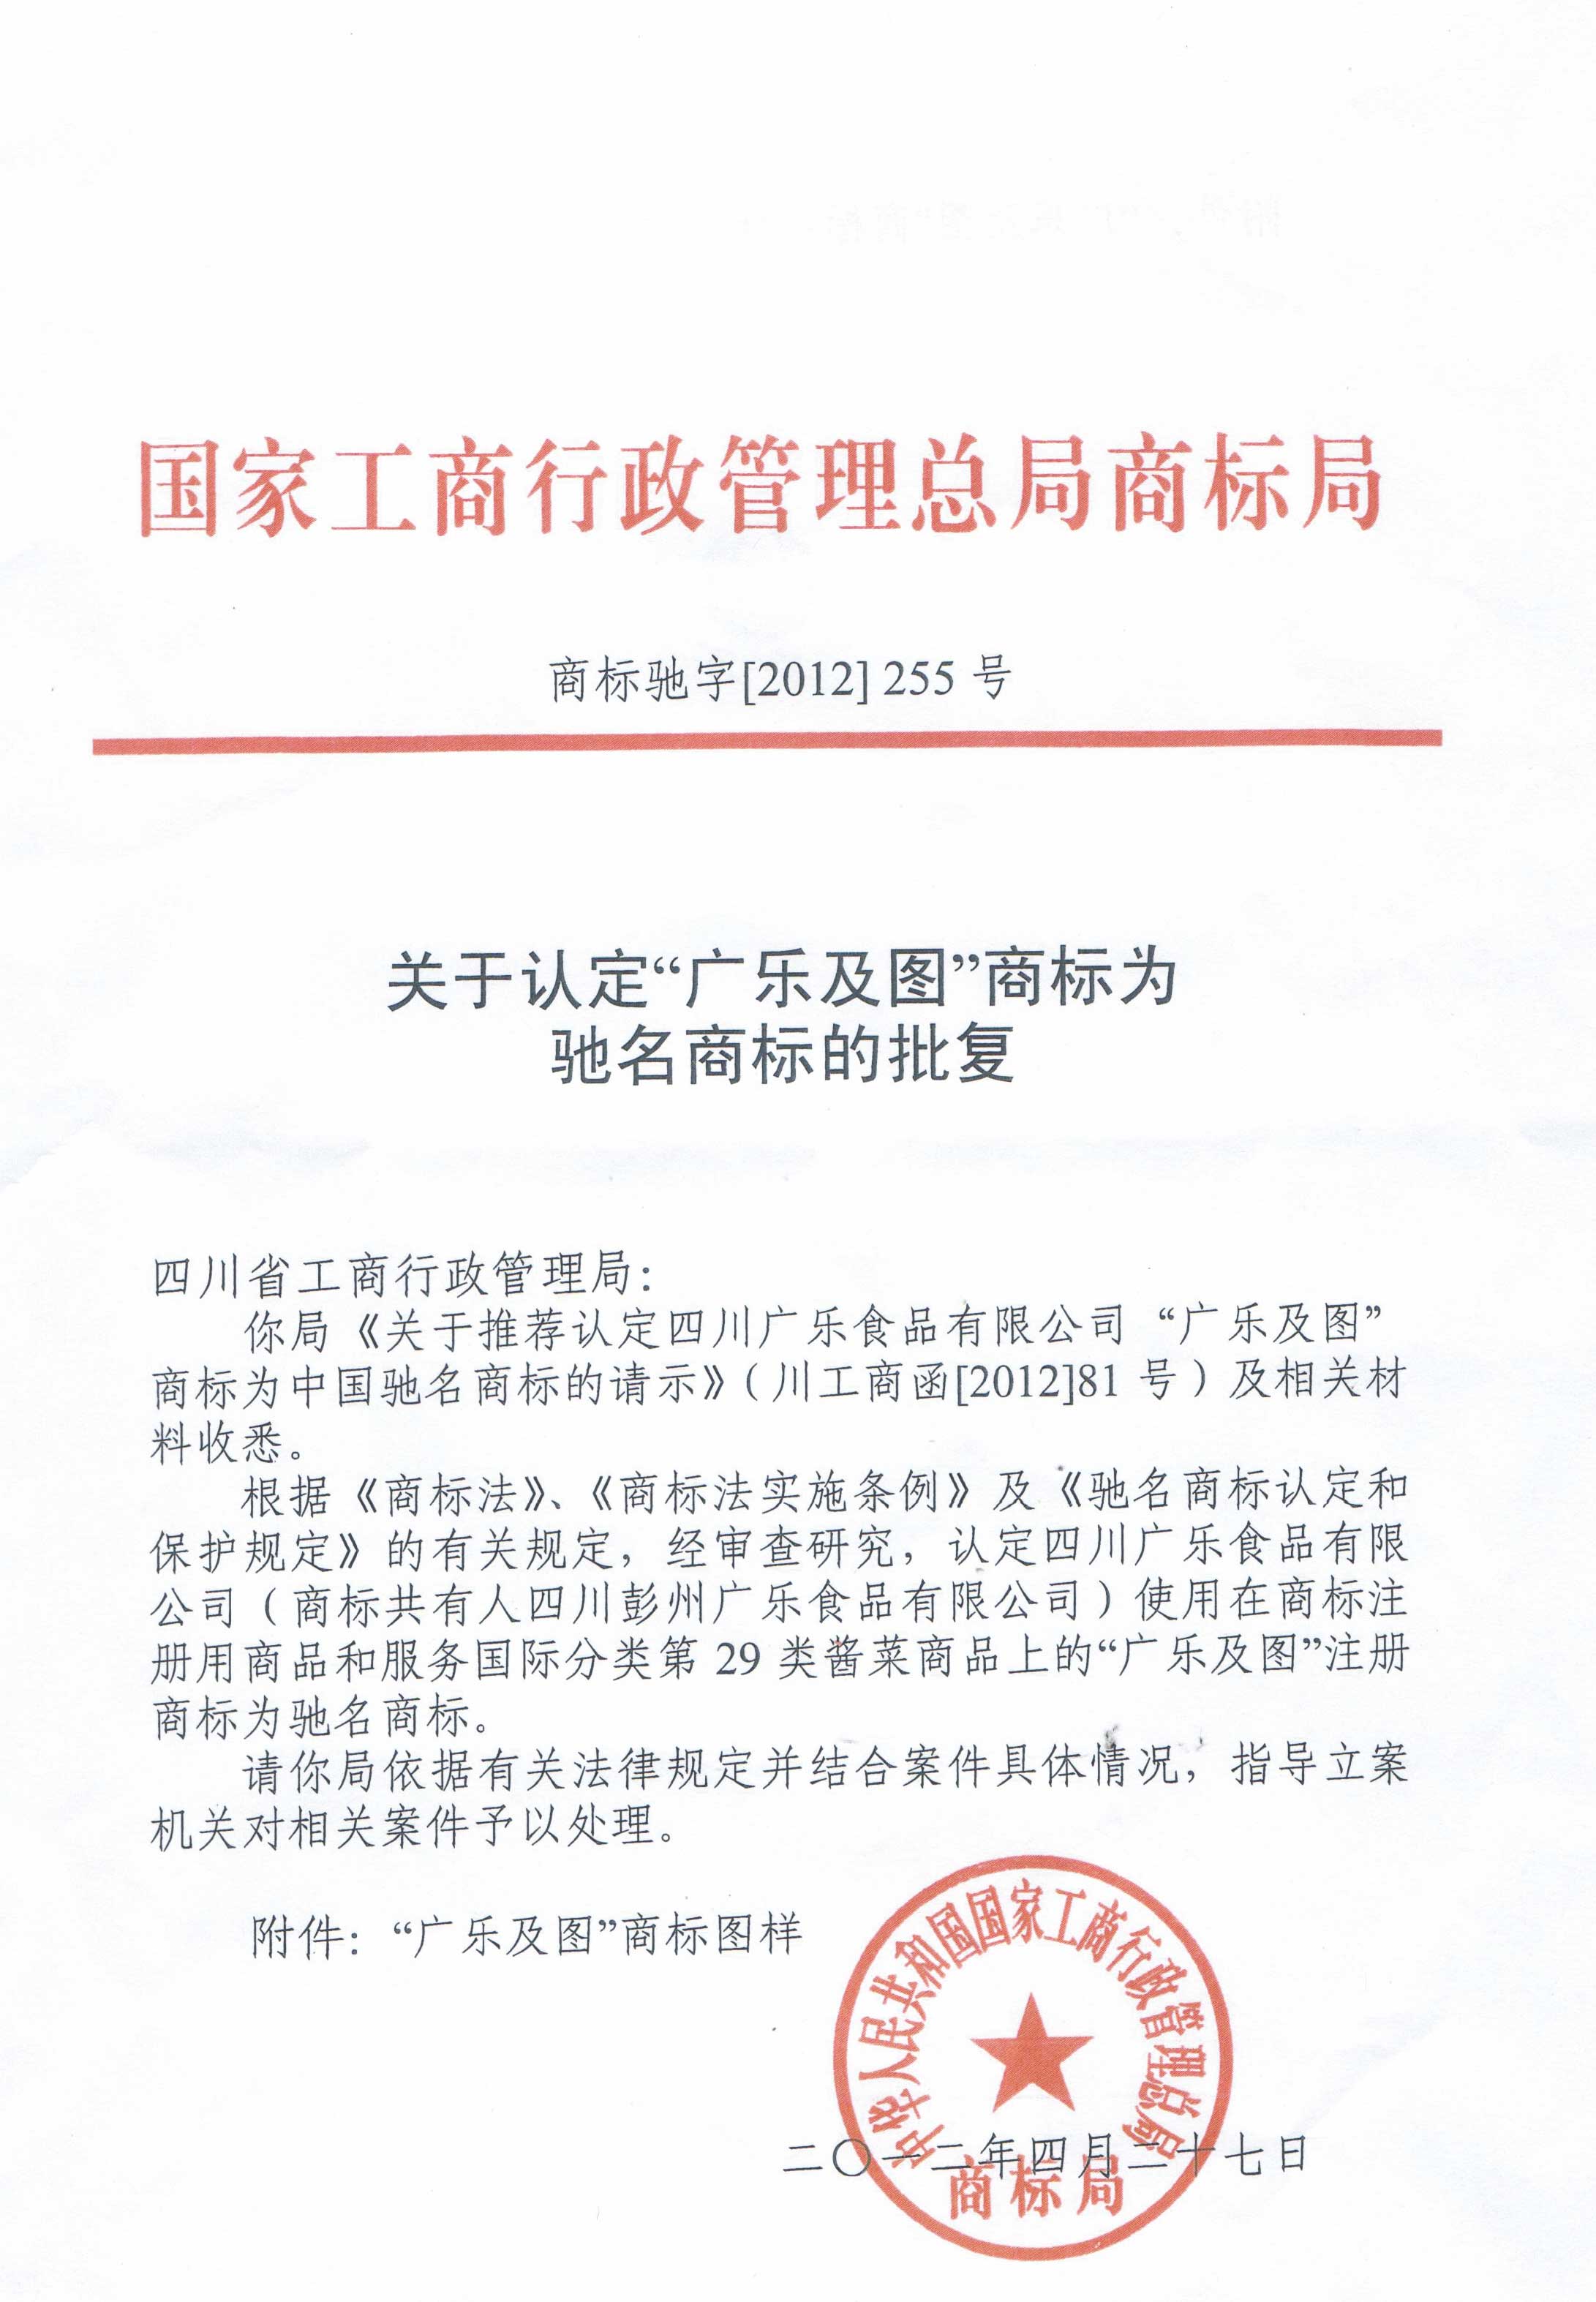 国家工商行政管理总局商标局
商标驰字[2012] 255 号
关于认定“广乐及图”商标为
驰名商标的批复
四川省工商行政管理局：
你局《关于推荐认定四川广乐食品有限公司“广乐及图”
商标为中国驰名商标的请示》（川工商函[2012]81 号）及相关材
料收悉。
根据《商标法》、《商标法实施条例》及《驰名商标认定和
保护规定》的有关规定，经审查研究，认定四川广乐食品有限
公司（商标共有人四川彭州广乐食品有限公司）使用在商标注
册用商品和服务国际分类第 29 类酱菜商品上的“广乐及图”注册
商标为驰名商标。
请你局依据有关法律规定并结合案件具体情况，指导立案
机关对相关案件予以处理。
附件：“广乐及图”商标图样
中华人民共和国国家工商行政管理总局
二〇一二年四月二十七日
商标局